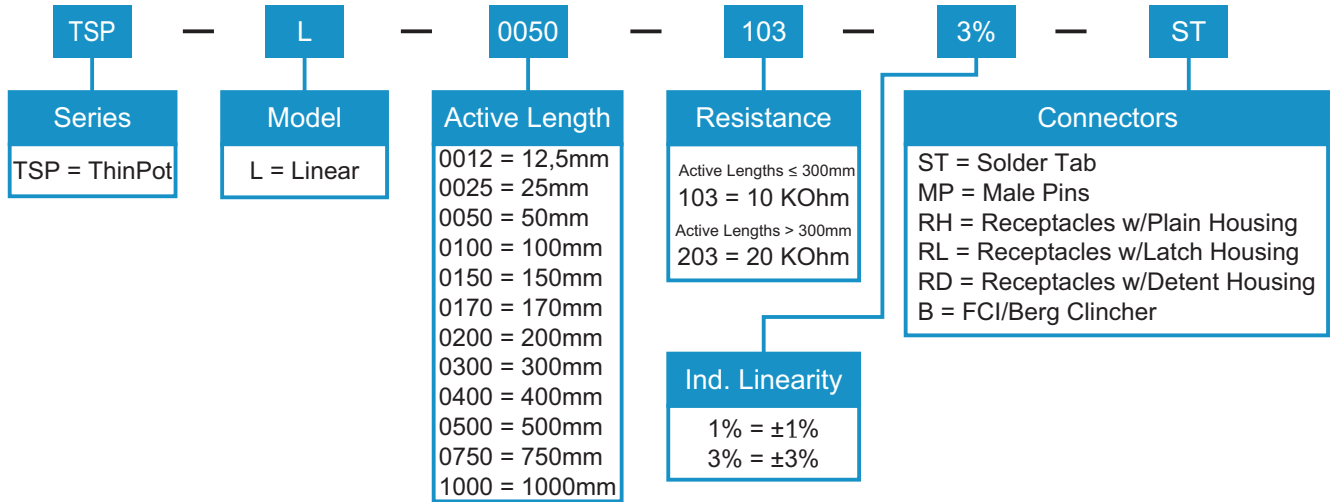 TSP — L — 0050 — 103 — 3% — ST
Series
TSP = ThinPot
Model
L = Linear
Active Length
0012 = 12,5mm
0025 = 25mm
0050 = 50mm
0100 = 100mm
0150 = 150mm
0170 = 170mm
0200 = 200mm
0300 = 300mm
0400 = 400mm
0500 = 500mm
0750 = 750mm
1000 = 1000mm
Resistance
Active Lengths ≤ 300mm
103 = 10 KOhm
Active Lengths > 300mm
203 = 20 KOhm
Ind. Linearity
1% = ±1%
3% = ±3%
Connectors
ST = Solder Tab
MP = Male Pins
RH = Receptacles w/Plain Housing
RL = Receptacles w/Latch Housing
RD = Receptacles w/Detent Housing
B = FCI/Berg Clincher